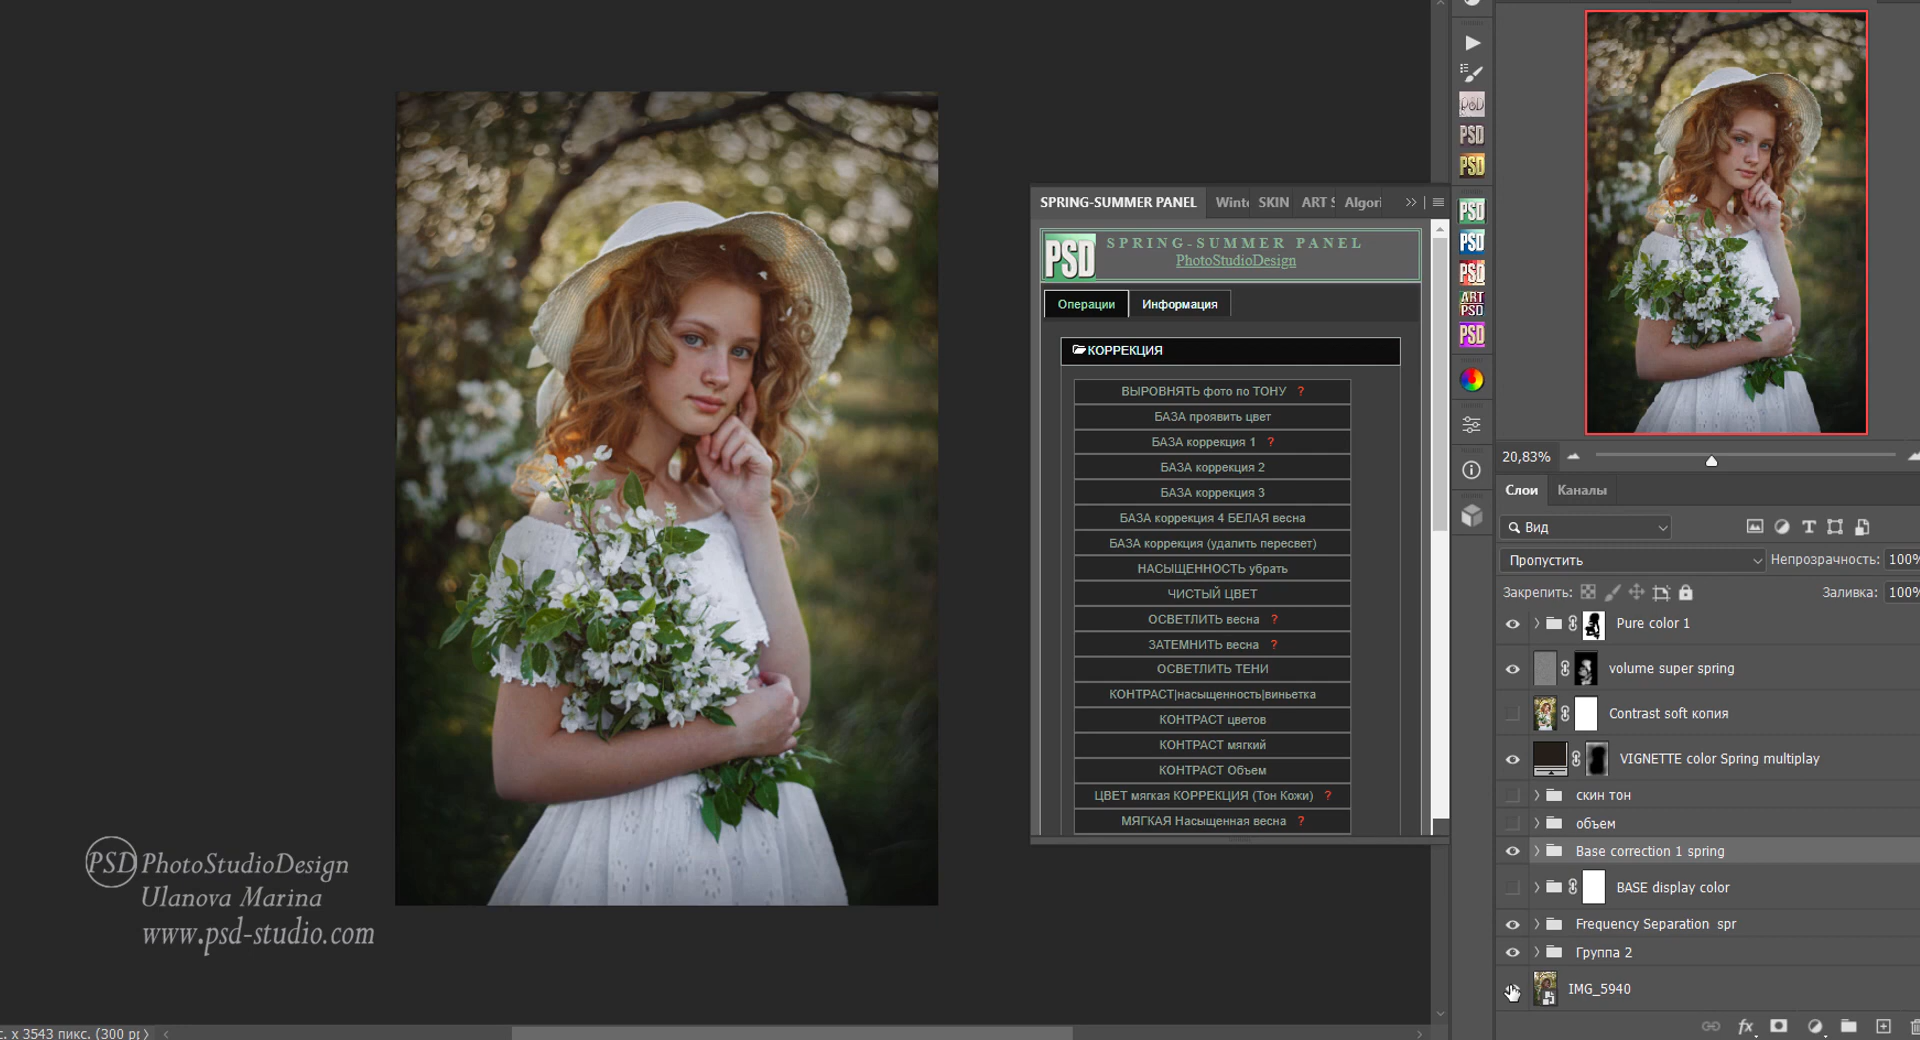 PSD PhotoStudioDesign
Ulanova Marina
www.psd-studio.com
х 3543 пикс. (300
SPRING-SUMMER PANEL
SKIN
ART
PSD
SPRING-SUMMER PANEL
PhotoStudioDesign
Операции
Информация
КОРРЕКЦИЯ
ВЫРОВНЯТЬ фото по ТОНУ ?
БАЗА проявить цвет
БАЗА коррекция 1 ?
БАЗА коррекция 2
БАЗА коррекция 3
БАЗА коррекция 4 БЕЛАЯ весна
БАЗА коррекция (удалить пересвет)
НАСЫЩЕННОСТЬ убрать
ЧИСТЫЙ ЦВЕТ
ОСВЕТЛИТЬ весна ?
ЗАТЕМНИТЬ весна ?
ОСВЕТЛИТЬ ТЕНИ
КОНТРАСТ|насыщенность|виньетка
КОНТРАСТ цветов
КОНТРАСТ мягкий
КОНТРАСТ Объем
ЦВЕТ мягкая КОРРЕКЦИЯ (Тон Кожи) ?
МЯГКАЯ Насыщенная весна ?
PSD
PSD
PSD
PSD
PSD
PSD
ART
PSD
PSD
20,83%
Слои
Каналы
Вид
Пропустить
Непрозрачность: 100%
Закрепить:
Заливка: 100%
Pure color 1
volume super spring
Contrast soft копия
VIGNETTE color Spring multiplay
скин тон
объем
Base correction 1 spring
BASE display color
Frequency Separation spr
Группа 2
IMG_5940
fx